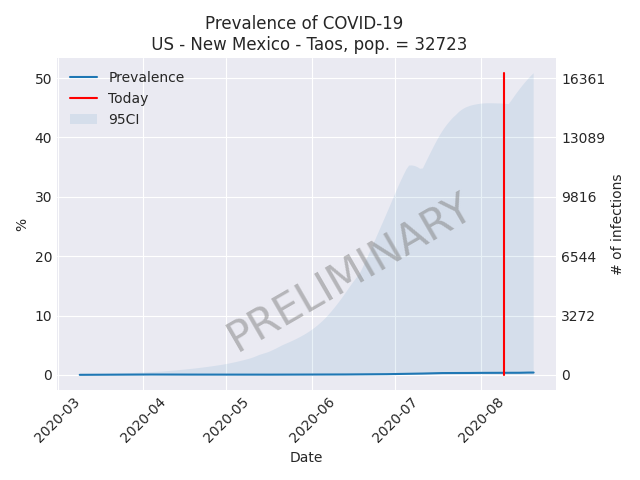 Prevalence of COVID-19
US - New Mexico - Taos, pop. = 32723
Prevalence
Today
95CI
50
40
30
20
10
0
%
16361
13089
9816
6544
3272
0
# of infections
PRELIMINARY
2020-03
2020-04
2020-05
2020-06
2020-07
2020-08
Date